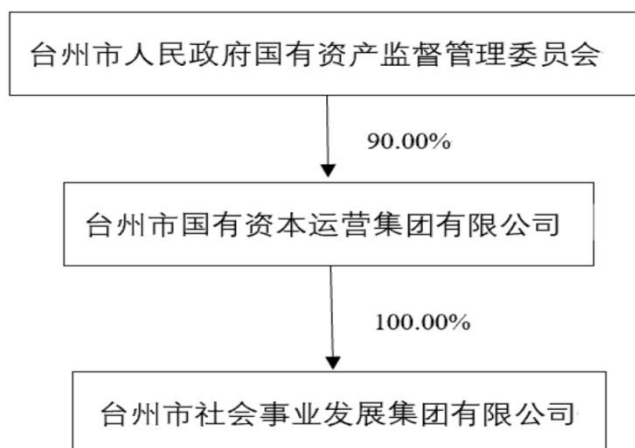 台州市人民政府国有资产监督管理委员会
90.00%
台州市国有资本运营集团有限公司
100.00%
台州市社会事业发展集团有限公司